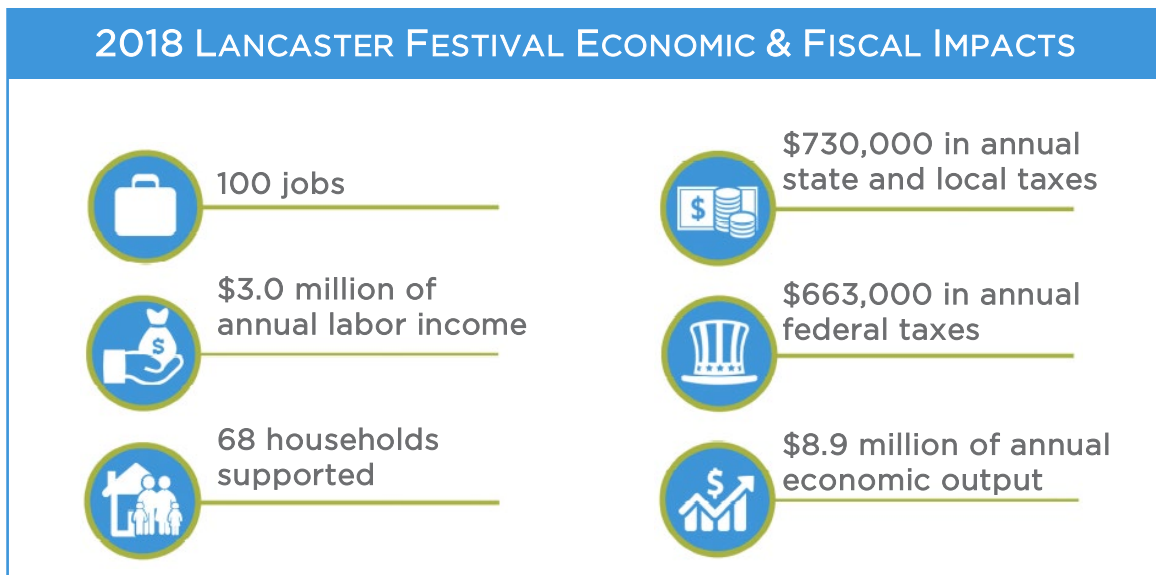 2018 LANCASTER FESTIVAL ECONOMIC & FISCAL IMPACTS
100 jobs
$3.0 million of
annual labor income
68 households
supported
$730,000 in annual
state and local taxes
$663,000 in annual
federal taxes
$8.9 million of annual
economic output
$
$
$